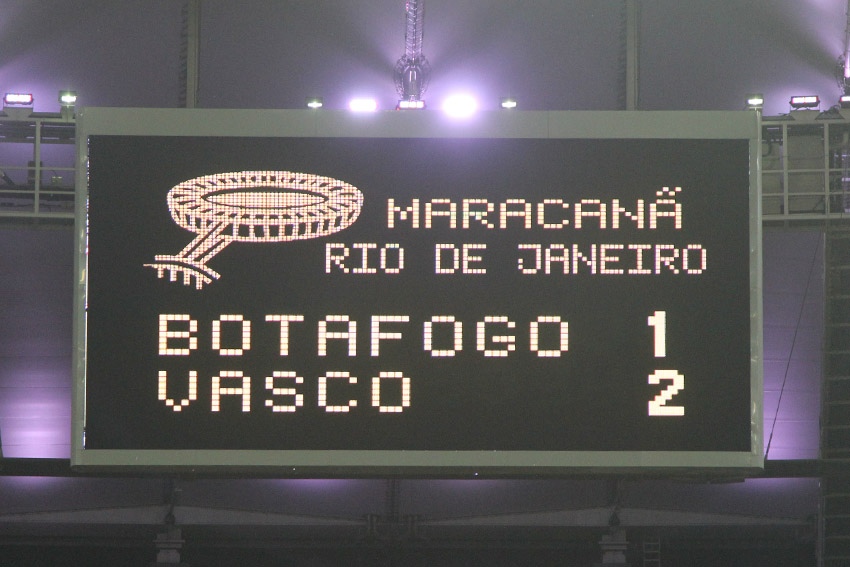 MARACANÃ
RIO DE JANEIRO
BOTAFOGO 1
VASCO 2